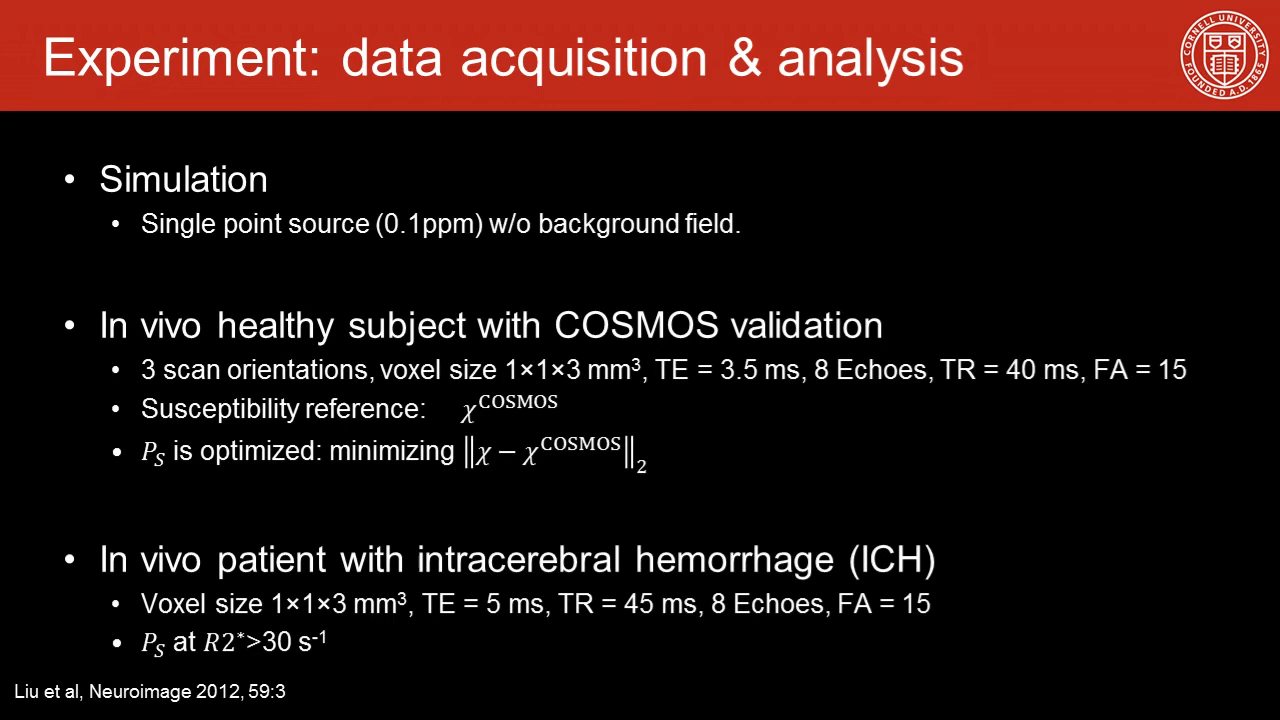 Experiment: data acquisition & analysis
CORNELL UNIVERSITY
FOUNDED A.D. 1865
• Simulation
• Single point source (0.1ppm) w/o background field.
• In vivo healthy subject with COSMOS validation
• 3 scan orientations, voxel size 1×1×3 mm³, TE = 3.5 ms, 8 Echoes, TR = 40 ms, FA = 15
• Susceptibility reference: χ^COSMOS
• P_S is optimized: minimizing ‖χ − χ^COSMOS‖₂
• In vivo patient with intracerebral hemorrhage (ICH)
• Voxel size 1×1×3 mm³, TE = 5 ms, TR = 45 ms, 8 Echoes, FA = 15
• P_S at R2*>30 s⁻¹
Liu et al, Neuroimage 2012, 59:3